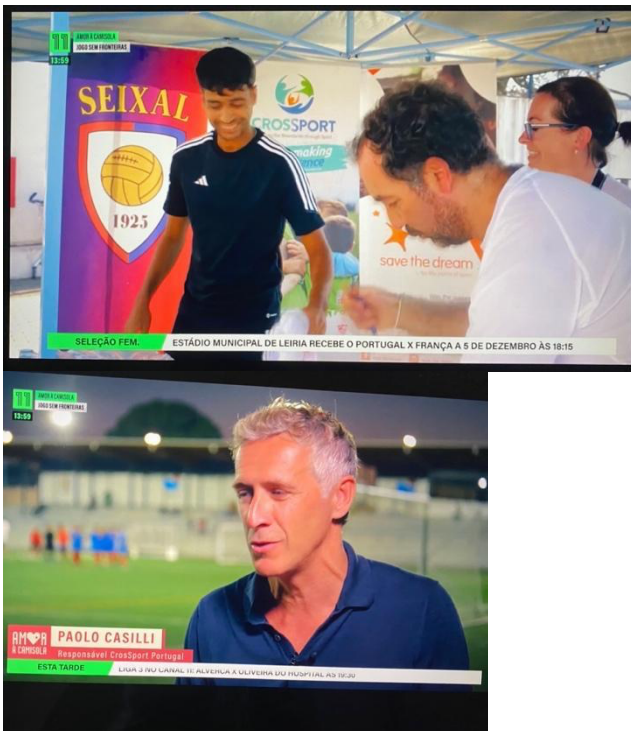 11
AMOR À CAMISOLA
JOGO SEM FRONTEIRAS
13:59
SEIXAL
1925
CROSSPORT
making
save the dream
SELEÇÃO FEM.
ESTÁDIO MUNICIPAL DE LEIRIA RECEBE O PORTUGAL X FRANÇA A 5 DE DEZEMBRO ÀS 18:15
11
AMOR À CAMISOLA
JOGO SEM FRONTEIRAS
13:59
AMOR
À CAMISOLA
PAOLO CASILLI
Responsável CrosSport Portugal
ESTA TARDE
LIGA 3 NO CANAL 11: ALVERCA X OLIVEIRA DO HOSPITAL ÀS 19:30